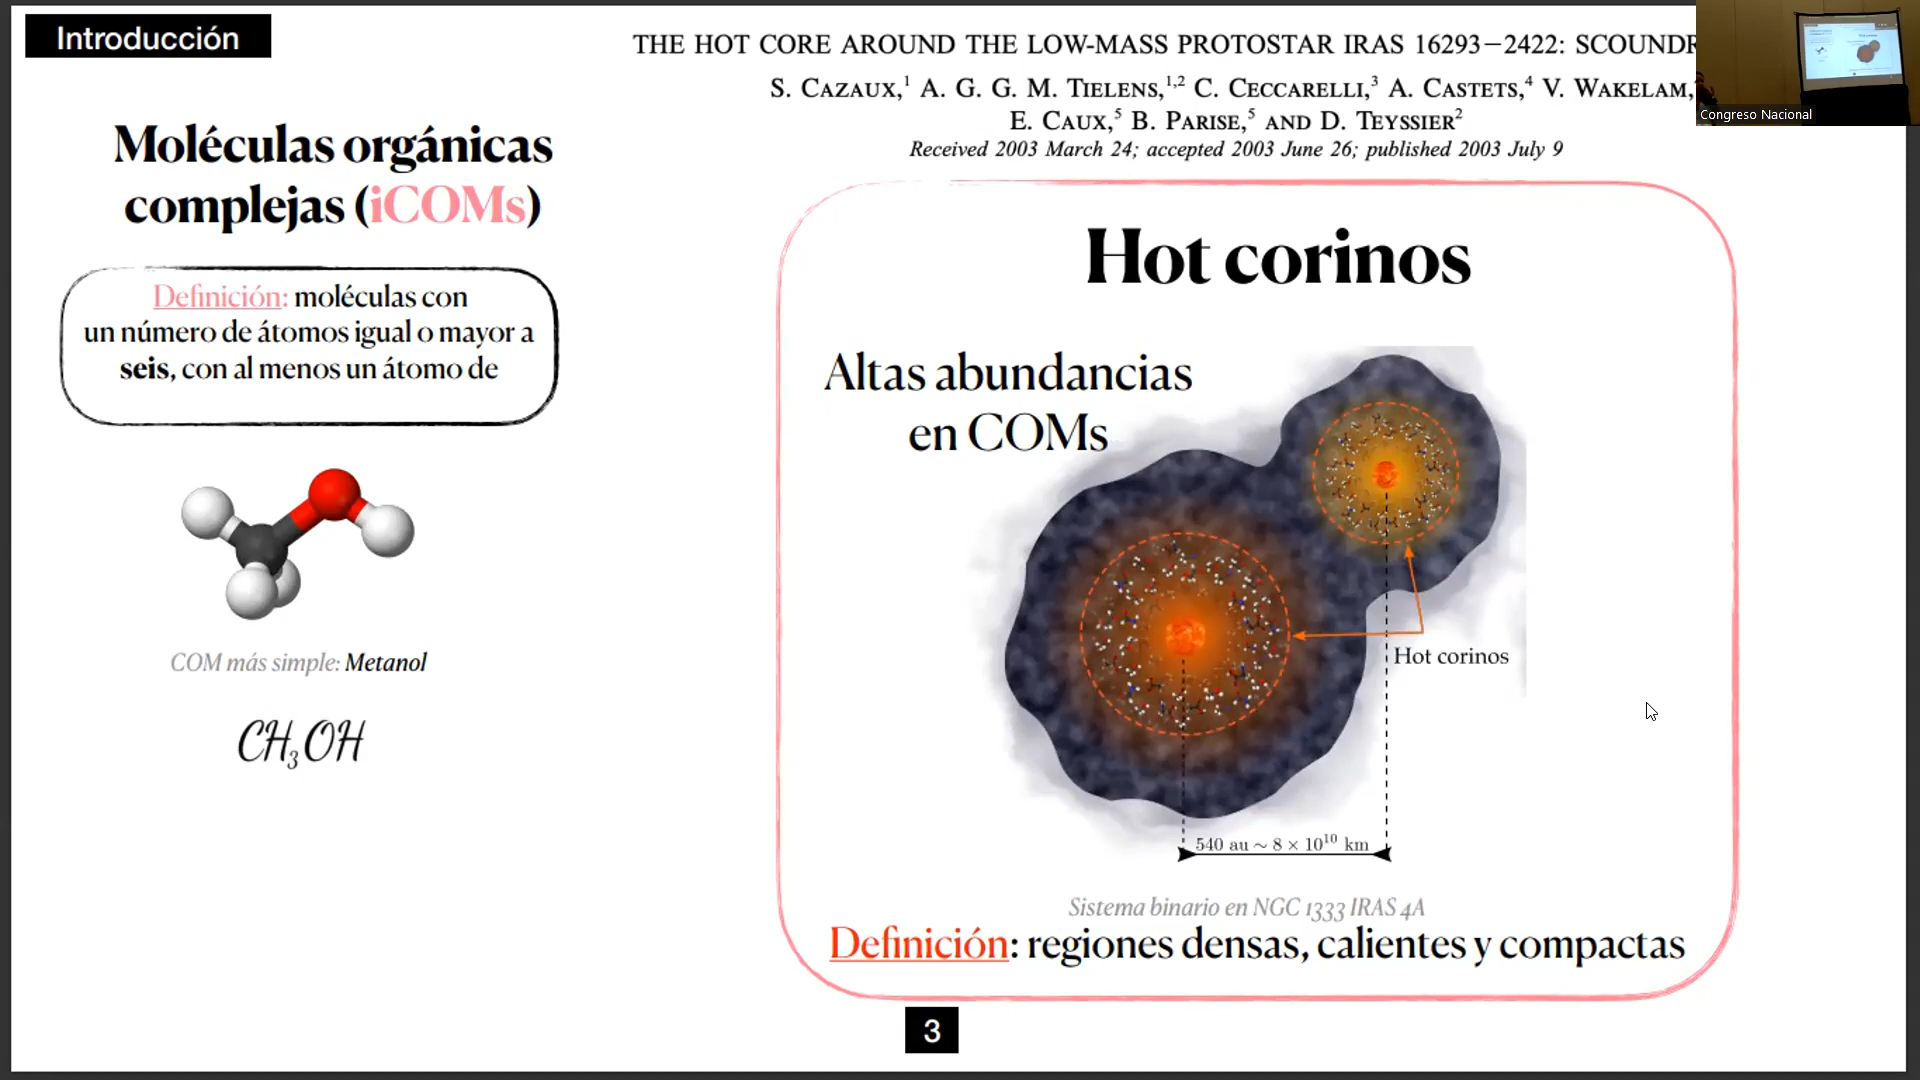 Introducción
THE HOT CORE AROUND THE LOW-MASS PROTOSTAR IRAS 16293−2422:
S. CAZAUX,¹ A. G. G. M. TIELENS,¹,² C. CECCARELLI,³ A. CASTETS,⁴ V. WAKELAM,
E. CAUX,⁵ B. PARISE,⁵ AND D. TEYSSIER²
Received 2003 March 24; accepted 2003 June 26; published 2003 July 9
Congreso Nacional
Moléculas orgánicas
complejas (iCOMs)
Definición: moléculas con
un número de átomos igual o mayor a
seis, con al menos un átomo de
COM más simple: Metanol
CH₃OH
Hot corinos
Altas abundancias
en COMs
Hot corinos
540 au ~ 8 × 10¹⁰ km
Sistema binario en NGC 1333 IRAS 4A
Definición: regiones densas, calientes y compactas
3